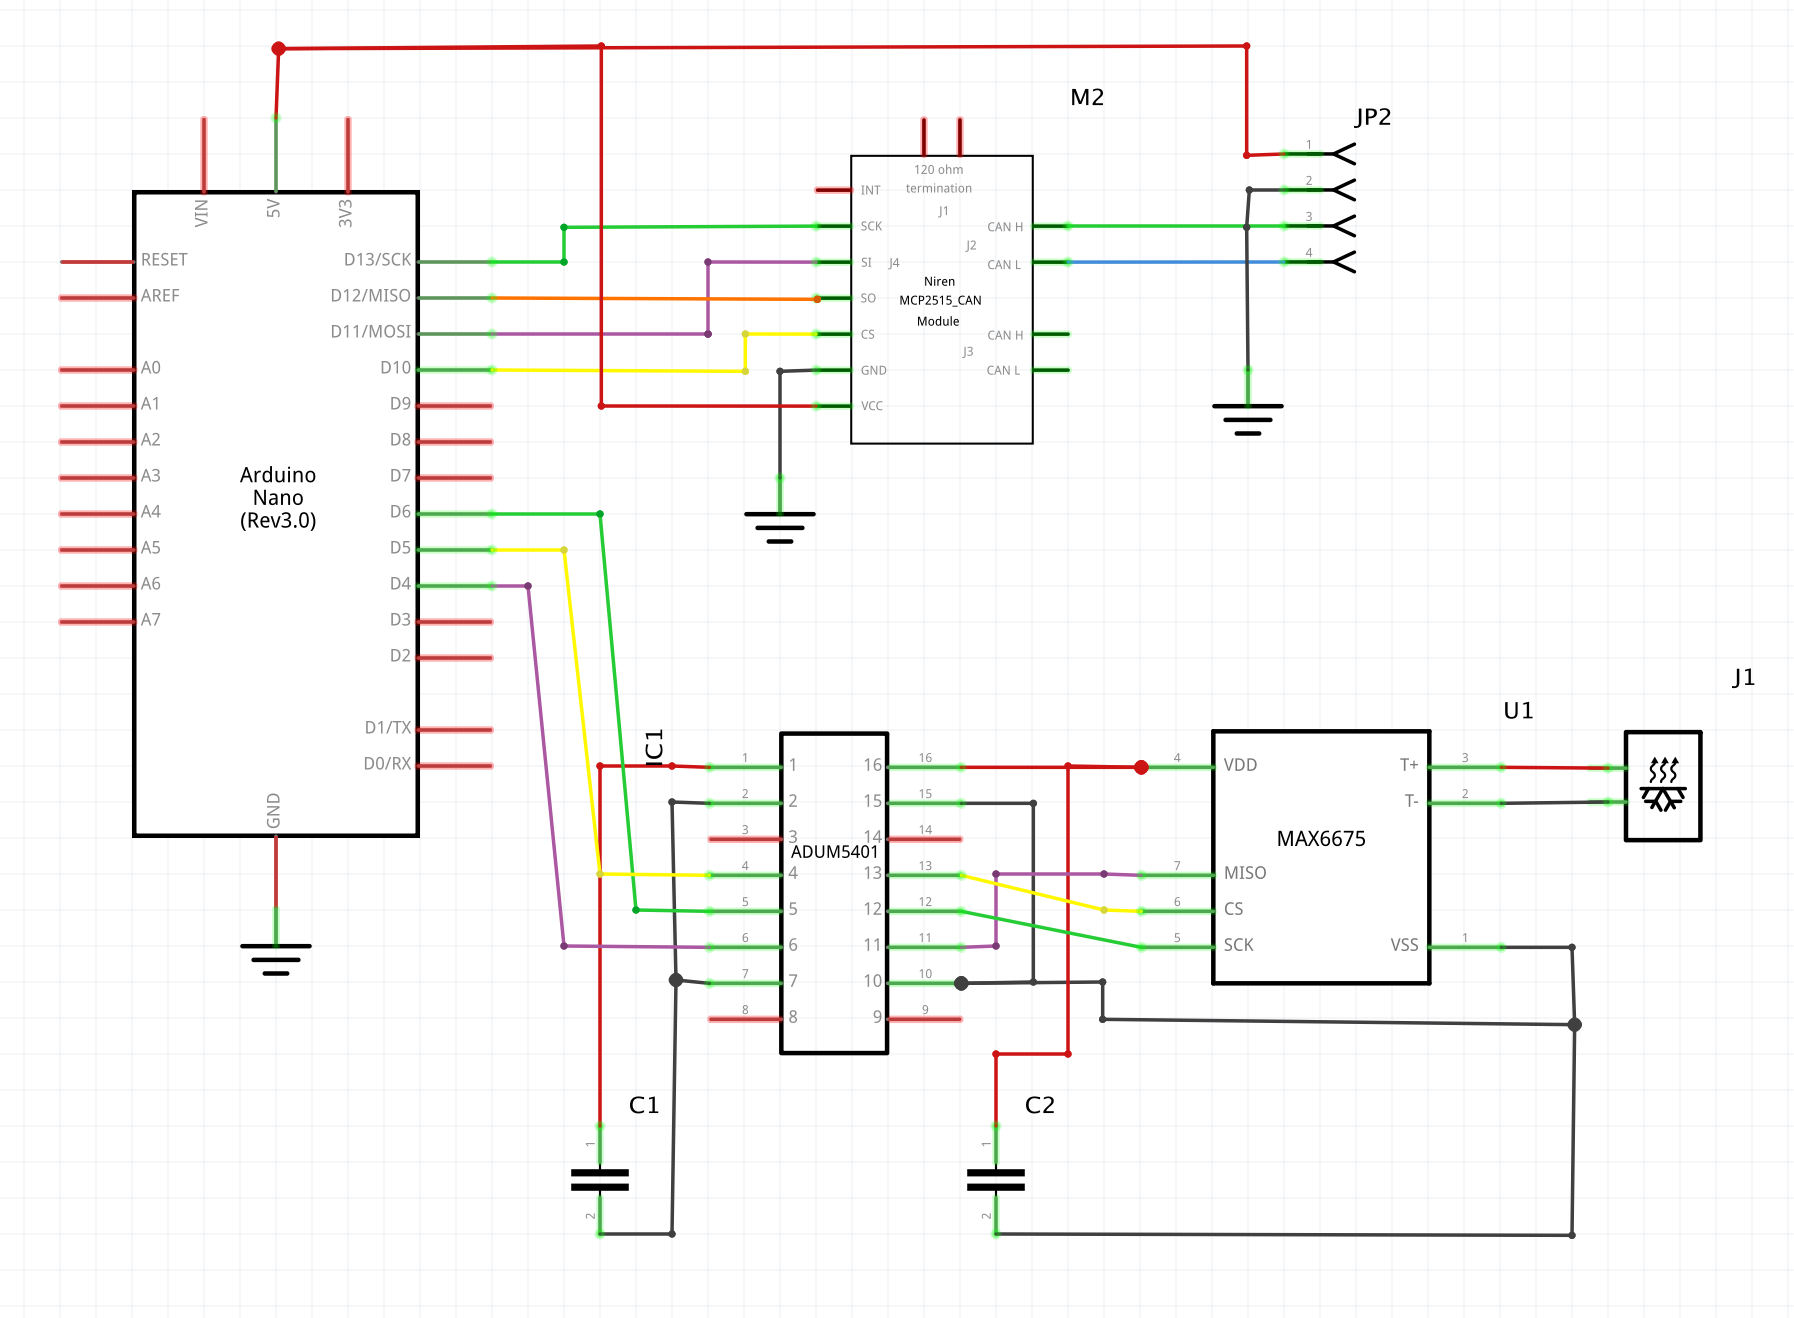 M2
JP2
VIN
5V
3V3
RESET
AREF
A0
A1
A2
A3
A4
A5
A6
A7
D13/SCK
D12/MISO
D11/MOSI
D10
D9
D8
D7
D6
D5
D4
D3
D2
D1/TX
D0/RX
GND
Arduino
Nano
(Rev3.0)
120 ohm
termination
J1
J2
J4
J3
INT
SCK
SI
SO
CS
GND
VCC
CAN H
CAN L
Niren
MCP2515_CAN
Module
CAN H
CAN L
1
2
3
4
IC1
1
2
3
4
5
6
7
8
1
2
3
4
5
6
7
8
ADUM5401
16
15
14
13
12
11
10
9
16
15
14
13
12
11
10
9
U1
J1
4
7
6
5
VDD
MISO
CS
SCK
MAX6675
T+
T-
VSS
3
2
1
C1
1
2
C2
1
2